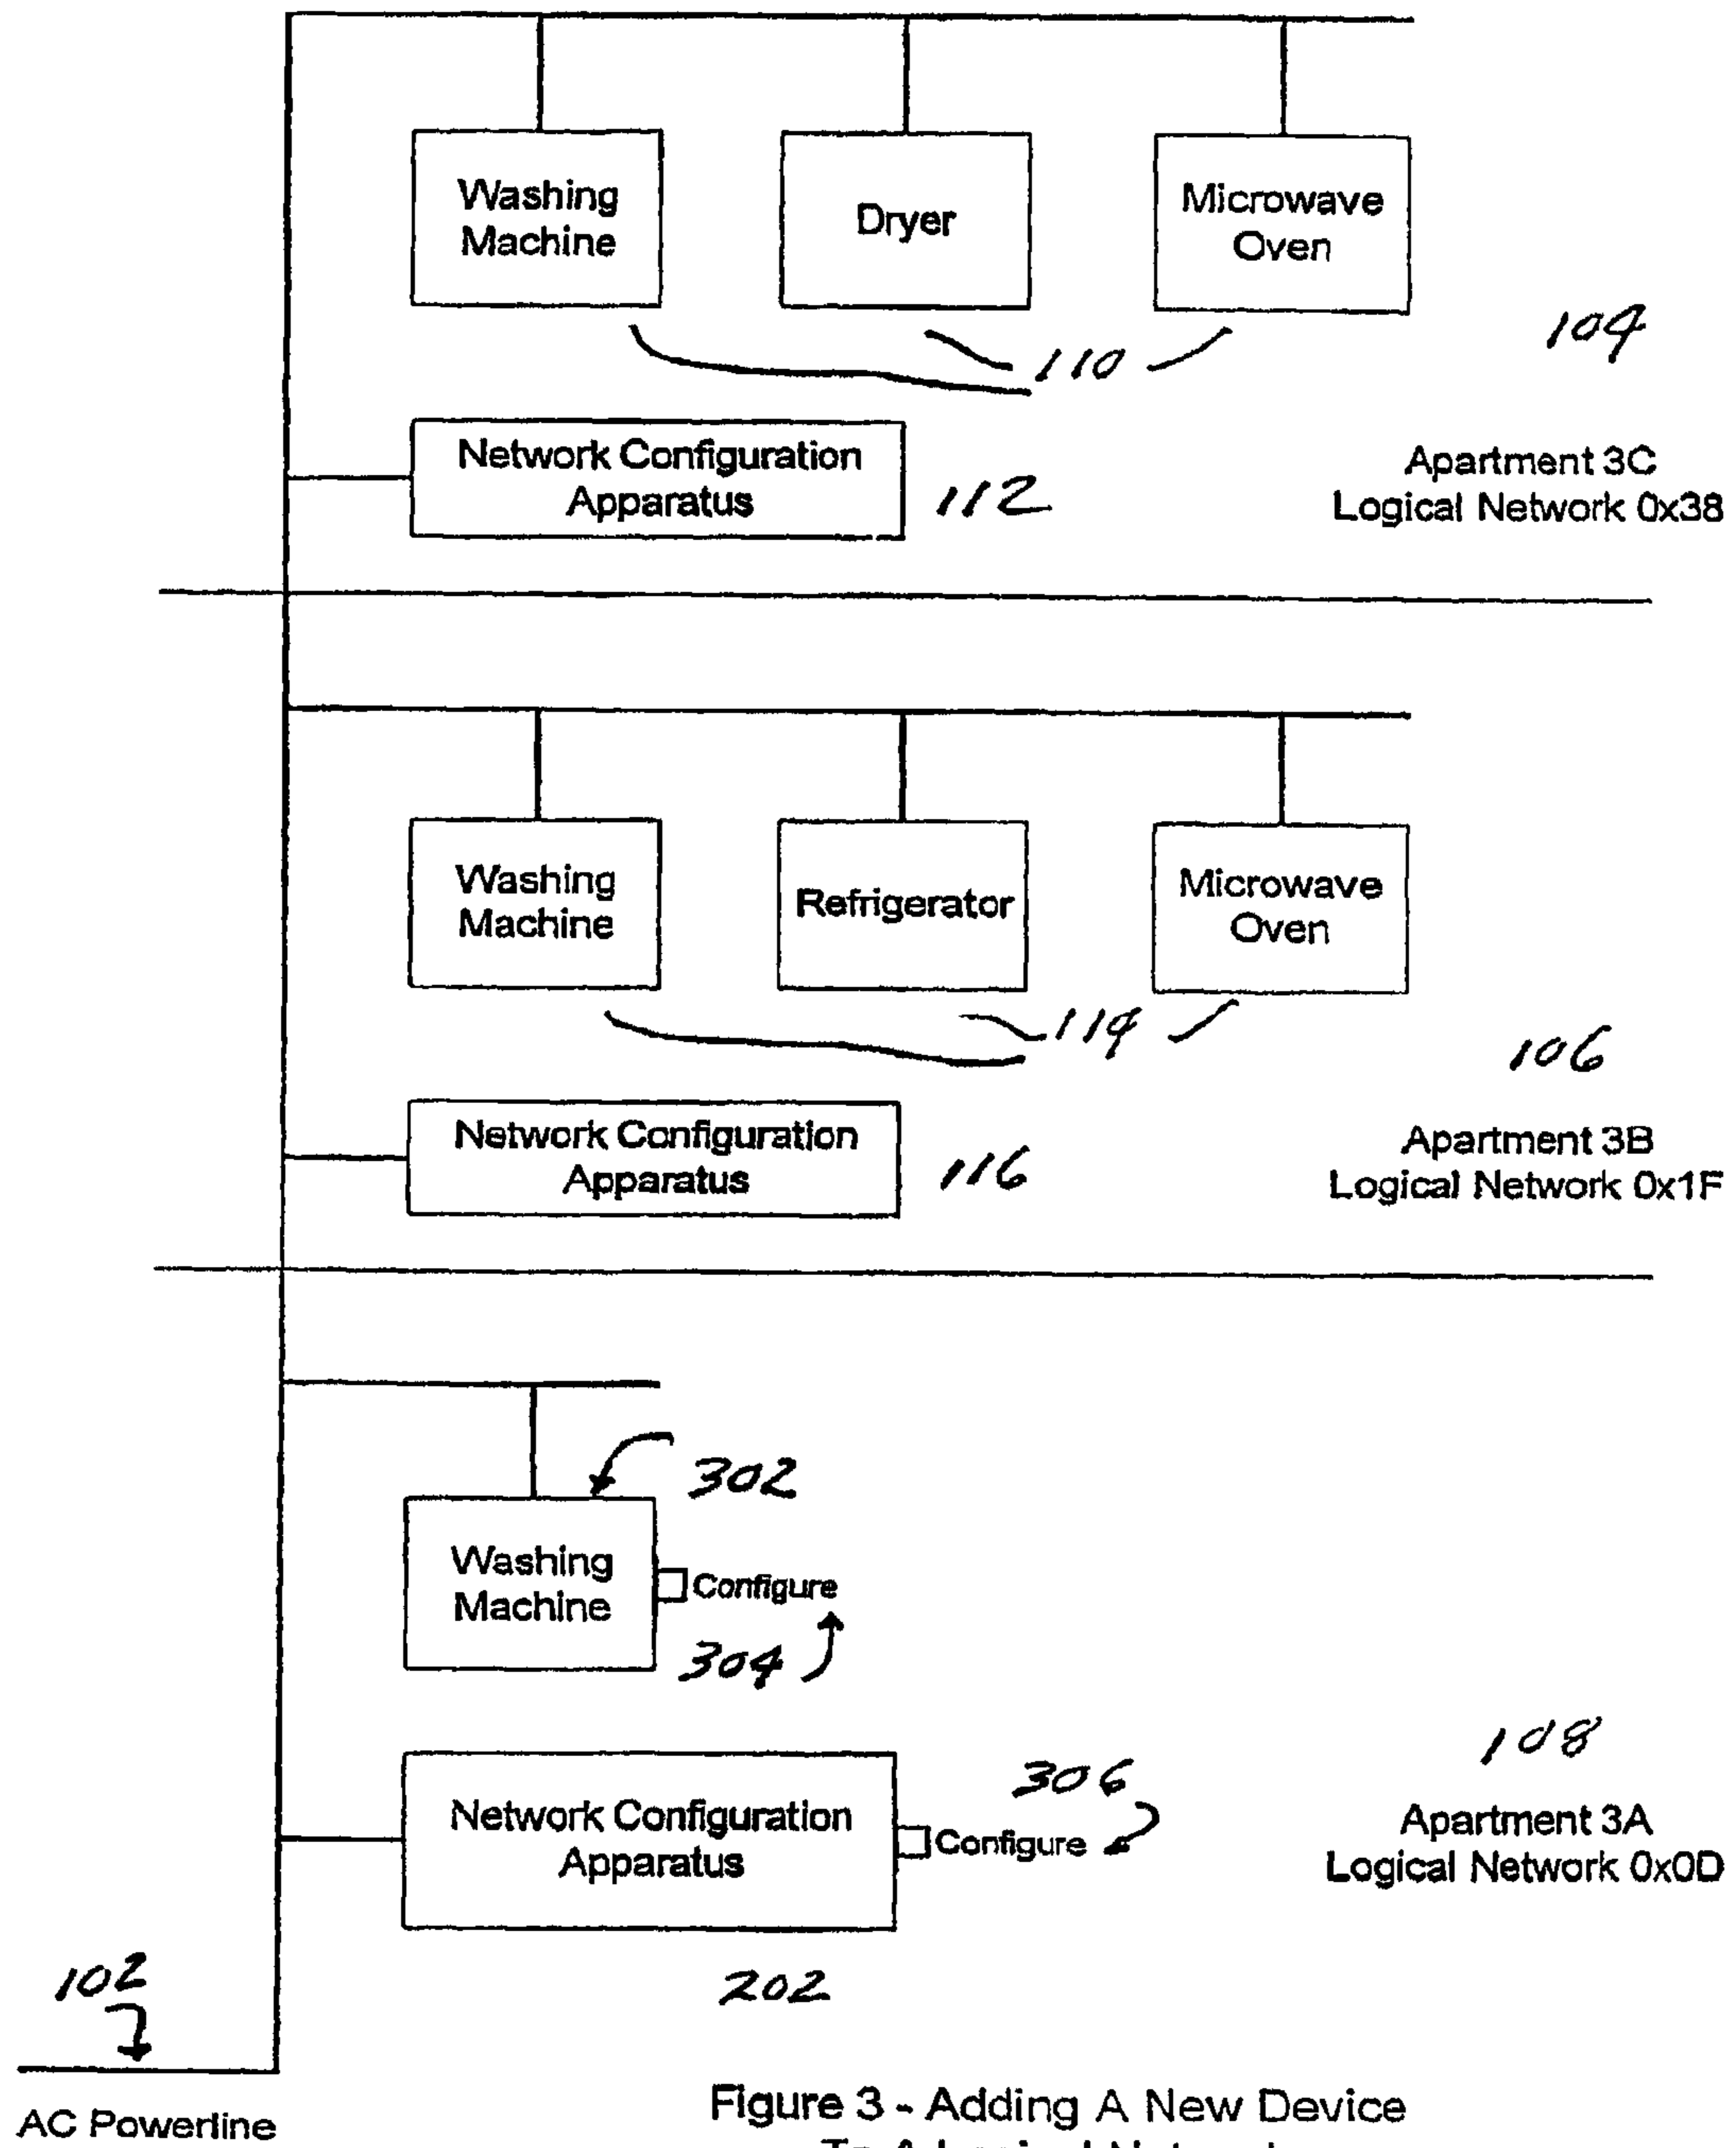 Washing
Machine
Dryer
Microwave
Oven
110
104
Network Configuration
Apparatus
112
Apartment 3C
Logical Network 0x38
Washing
Machine
Refrigerator
Microwave
Oven
114
106
Network Configuration
Apparatus
116
Apartment 3B
Logical Network 0x1F
302
Washing
Machine
Configure
304
Network Configuration
Apparatus
306
Configure
108
Apartment 3A
Logical Network 0x0D
202
102
AC Powerline
Figure 3 - Adding A New Device
To A Logical Network